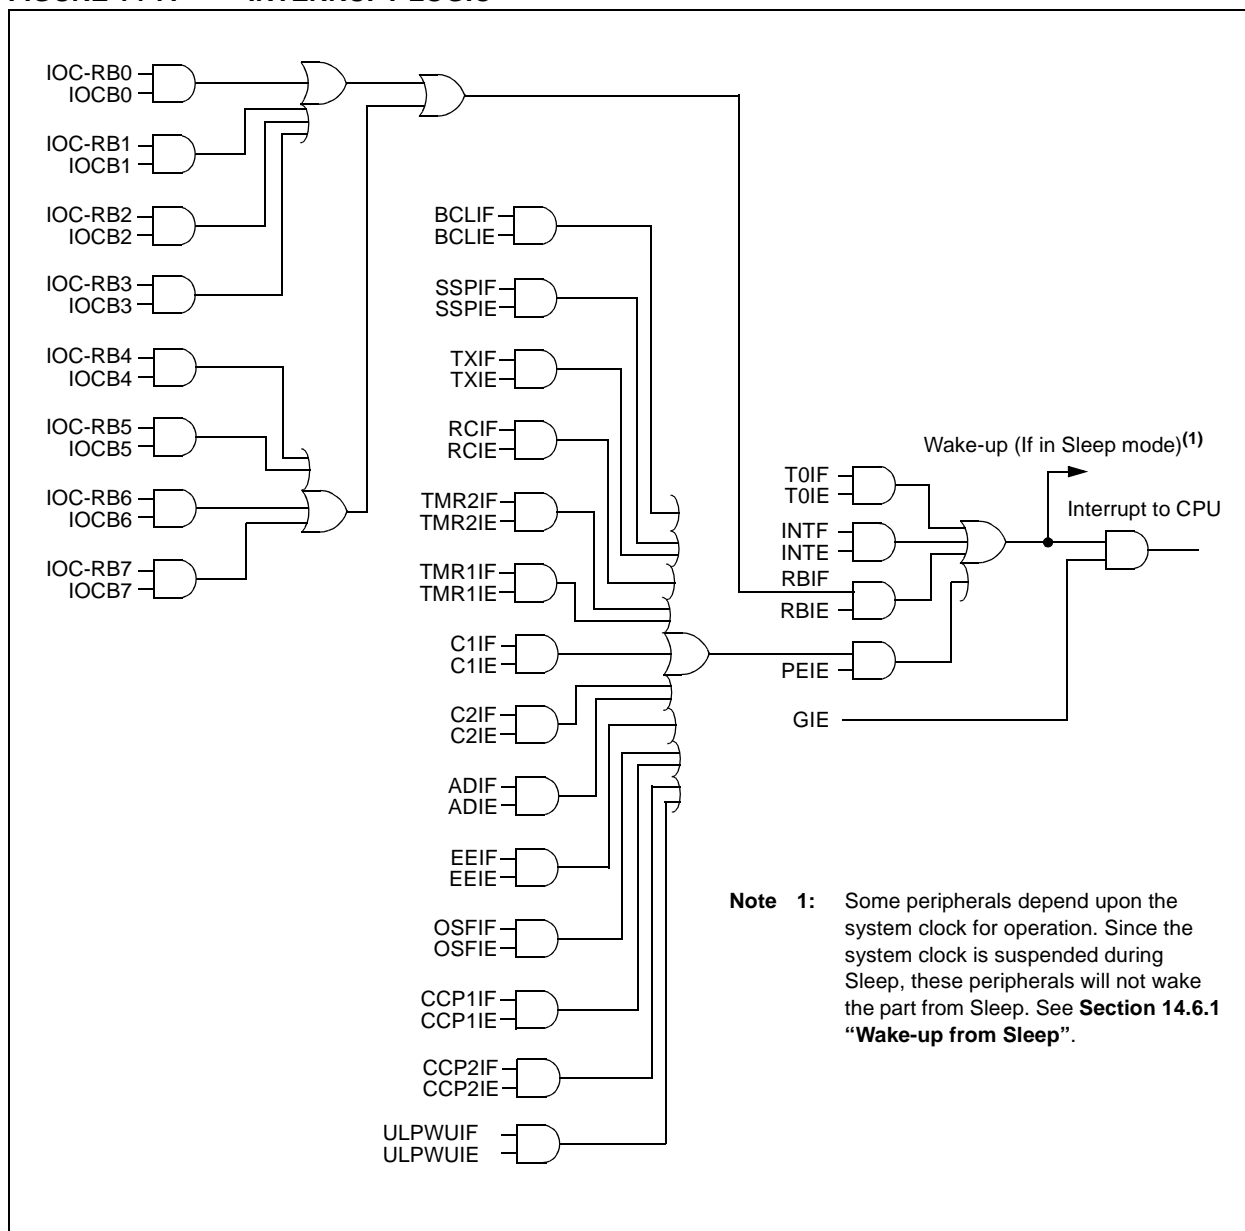 IOC-RB0
IOCB0
IOC-RB1
IOCB1
IOC-RB2
IOCB2
IOC-RB3
IOCB3
IOC-RB4
IOCB4
IOC-RB5
IOCB5
IOC-RB6
IOCB6
IOC-RB7
IOCB7
BCLIF
BCLIE
SSPIF
SSPIE
TXIF
TXIE
RCIF
RCIE
TMR2IF
TMR2IE
TMR1IF
TMR1IE
C1IF
C1IE
C2IF
C2IE
ADIF
ADIE
EEIF
EEIE
OSFIF
OSFIE
CCP1IF
CCP1IE
CCP2IF
CCP2IE
ULPWUIF
ULPWUIE
Wake-up (If in Sleep mode)(1)
T0IF
T0IE
Interrupt to CPU
INTF
INTE
RBIF
RBIE
PEIE
GIE
Note 1: Some peripherals depend upon the
system clock for operation. Since the
system clock is suspended during
Sleep, these peripherals will not wake
the part from Sleep. See Section 14.6.1
“Wake-up from Sleep”.